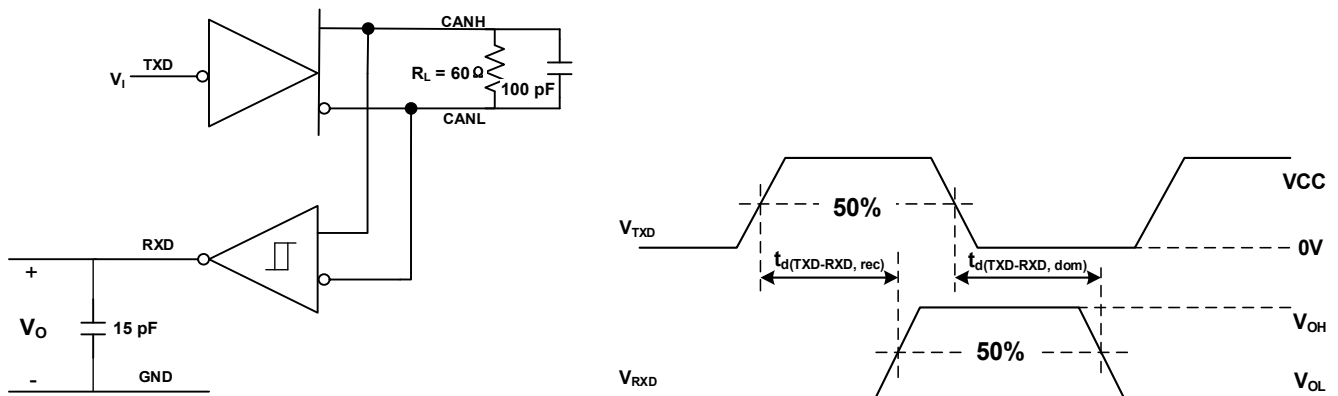 CANH
TXD
V_I
R_L = 60 Ω
100 pF
CANL
RXD
+
V_O
15 pF
-
GND
VCC
50%
V_TXD
0V
t_d(TXD-RXD, rec)
t_d(TXD-RXD, dom)
V_OH
50%
V_RXD
V_OL